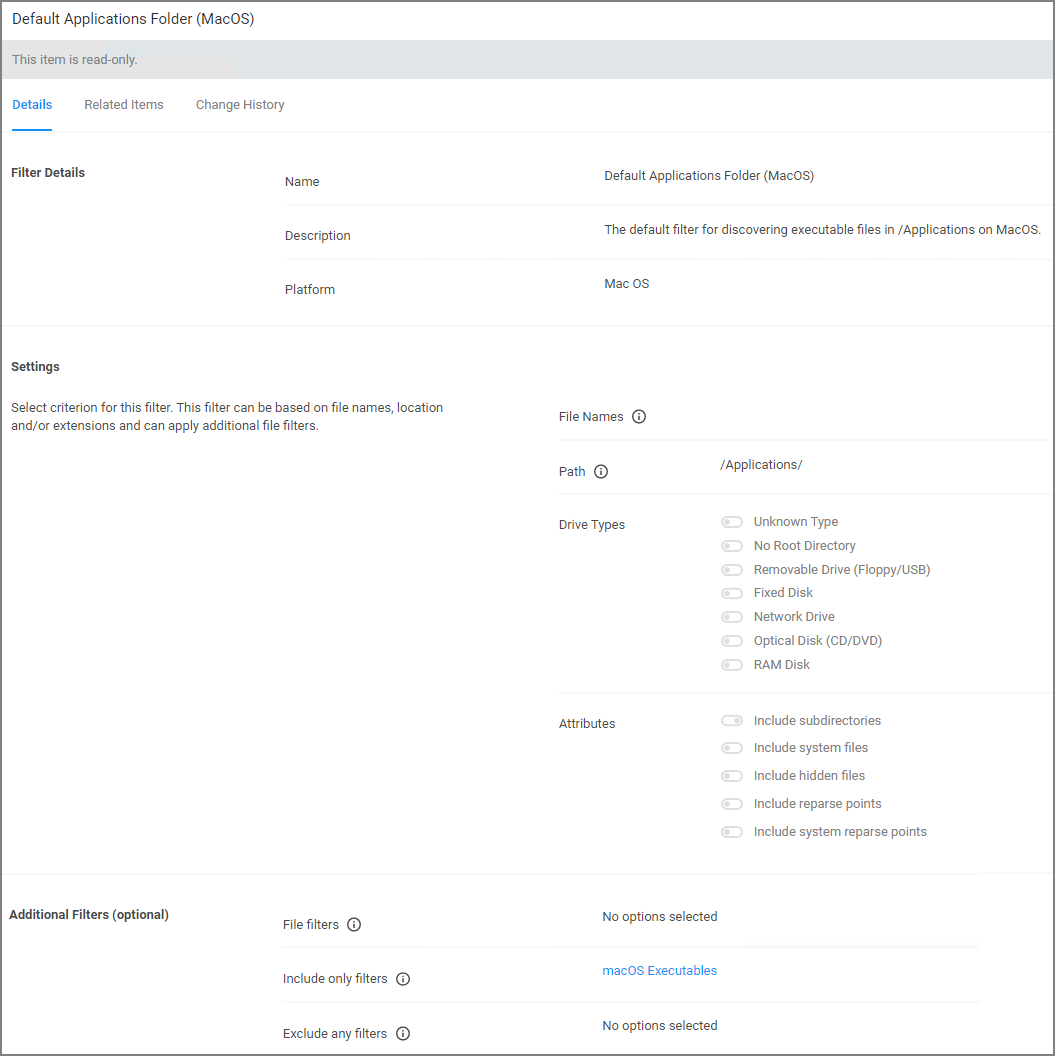 Default Applications Folder (MacOS)
This item is read-only.
Details Related Items Change History
Filter Details
Name Default Applications Folder (MacOS)
Description The default filter for discovering executable files in /Applications on MacOS.
Platform Mac OS
Settings
Select criterion for this filter. This filter can be based on file names, location
and/or extensions and can apply additional file filters.
File Names
Path /Applications/
Drive Types
Unknown Type
No Root Directory
Removable Drive (Floppy/USB)
Fixed Disk
Network Drive
Optical Disk (CD/DVD)
RAM Disk
Attributes
Include subdirectories
Include system files
Include hidden files
Include reparse points
Include system reparse points
Additional Filters (optional)
File filters No options selected
Include only filters macOS Executables
Exclude any filters No options selected